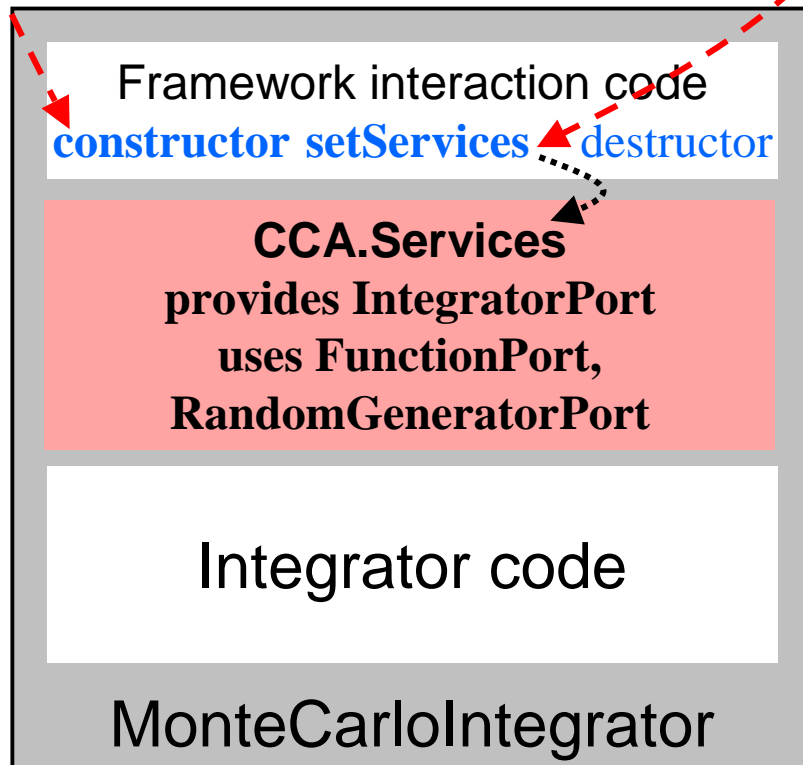 Framework interaction code
constructor setServices destructor
CCA.Services
provides IntegratorPort
uses FunctionPort,
RandomGeneratorPort
Integrator code
MonteCarloIntegrator